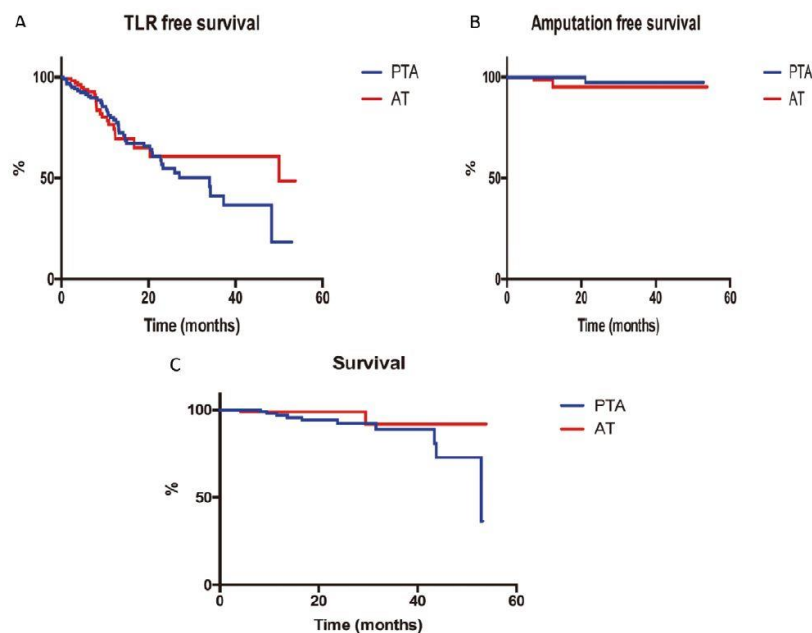 A
TLR free survival
100
50
0
%
0
20
40
60
Time (months)
PTA
AT
B
Amputation free survival
100
50
0
%
0
20
40
60
Time (months)
PTA
AT
C
Survival
100
50
0
%
0
20
40
60
Time (months)
PTA
AT